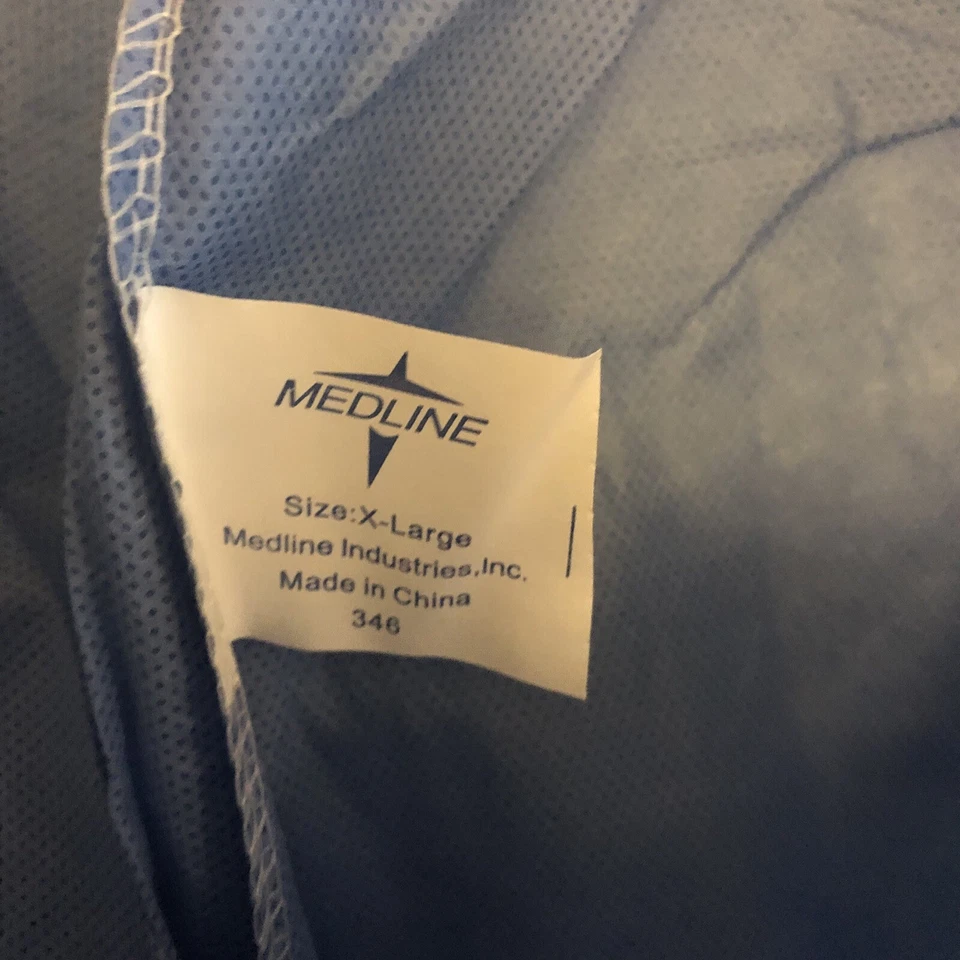 MEDLINE
Size:X-Large
Medline Industries,Inc.
Made in China
346